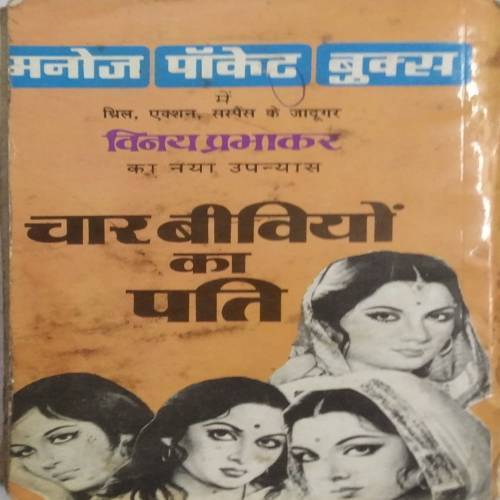 मनोज पॉकेट बुक्स
में
थ्रिल, एक्शन, सस्पैंस के जादूगर
विनय प्रभाकर
का नया उपन्यास
चार बीवियों
का
पति